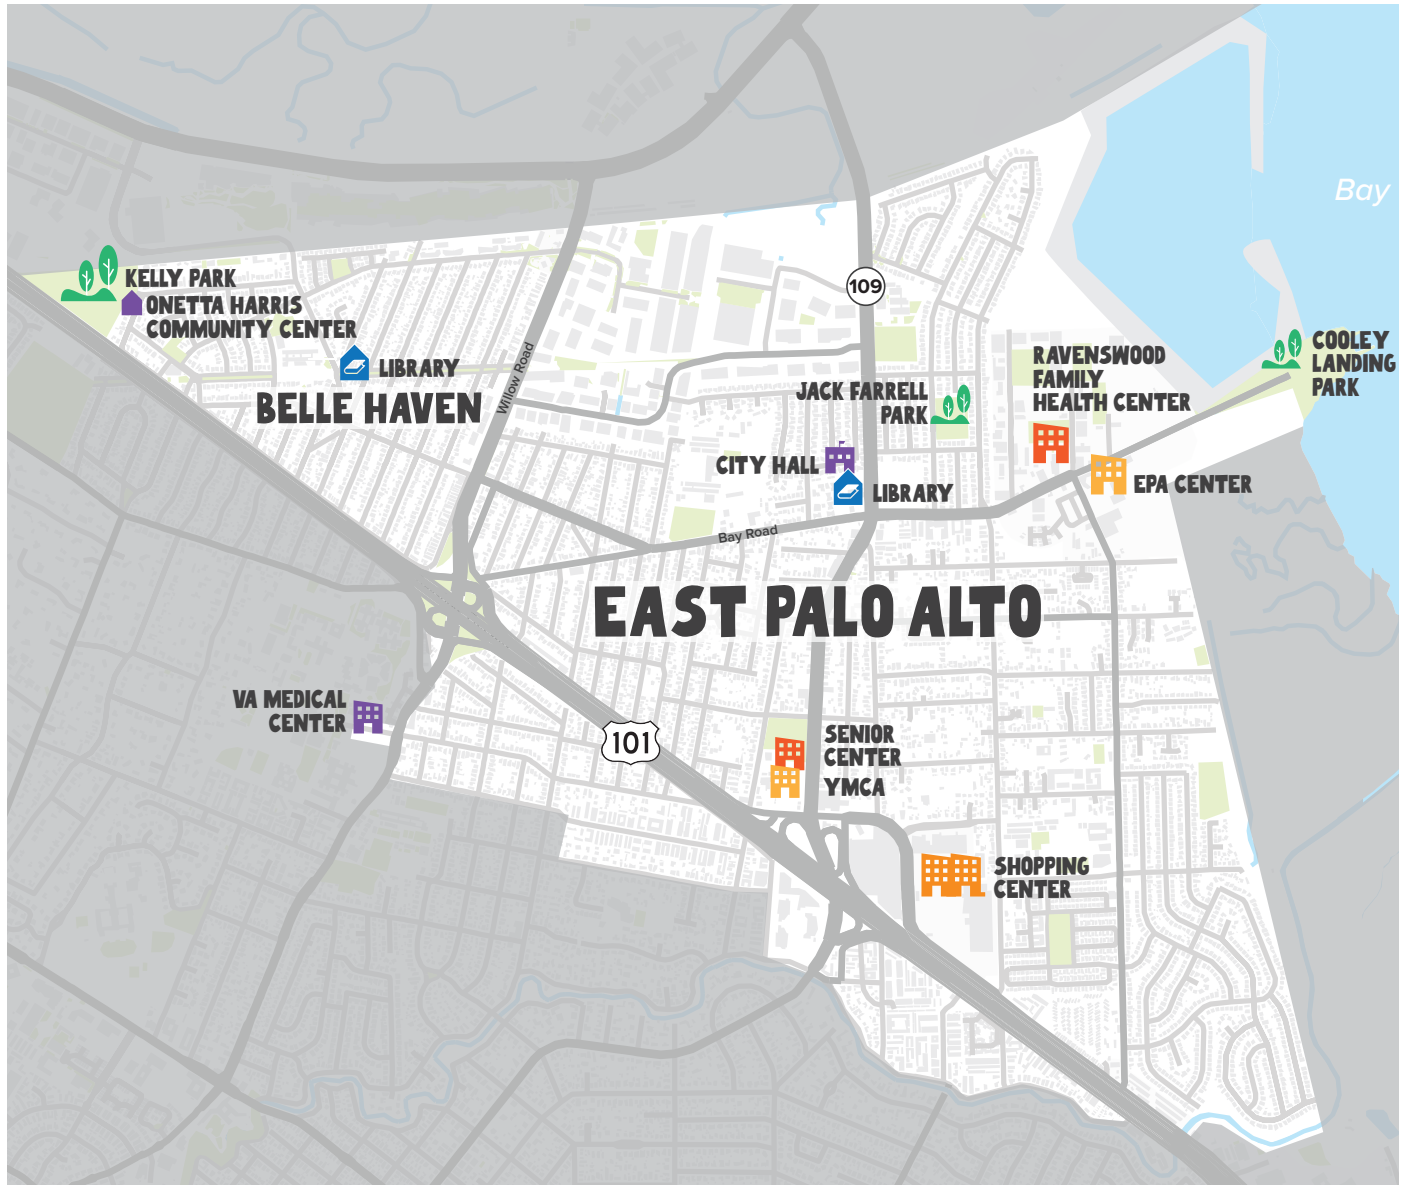 Bay
KELLY PARK
ONETTA HARRIS
COMMUNITY CENTER
109
LIBRARY
BELLE HAVEN
Willow Road
COOLEY
LANDING
PARK
RAVENSWOOD
FAMILY
HEALTH CENTER
JACK FARRELL
PARK
CITY HALL
LIBRARY
EPA CENTER
Bay Road
EAST PALO ALTO
VA MEDICAL
CENTER
101
SENIOR
CENTER
YMCA
SHOPPING
CENTER